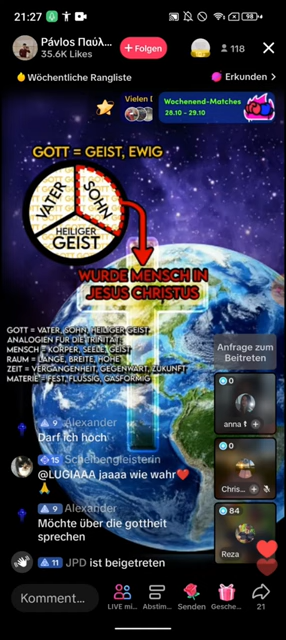 21:27
98
Pávlos Παύλ...
35.6K Likes
+ Folgen
118
Wöchentliche Rangliste
Erkunden >
Vielen D
Wochenend-Matches
28.10 - 29.10
GOTT = GEIST, EWIG
VATER
SOHN
HEILIGER
GEIST
WURDE MENSCH IN
JESUS CHRISTUS
GOTT = VATER, SOHN, HEILIGER GEIST
ANALOGIEN FÜR DIE TRINITÄT:
MENSCH = KÖRPER, SEELE, GEIST
RAUM = LÄNGE, BREITE, HÖHE
ZEIT = VERGANGENHEIT, GEGENWART, ZUKUNFT
MATERIE = FEST, FLÜSSIG, GASFÖRMIG
Anfrage zum
Beitreten
0
anna
0
Chris...
84
Reza
9 Alexander
Darf ich hoch
15 Scheibengleiterin
@LUGIAAA jaaaa wie wahr
9 Alexander
Möchte über die gottheit
sprechen
11 JPD ist beigetreten
Komment...
LIVE mi...
Abstim...
Senden
Gesche...
21